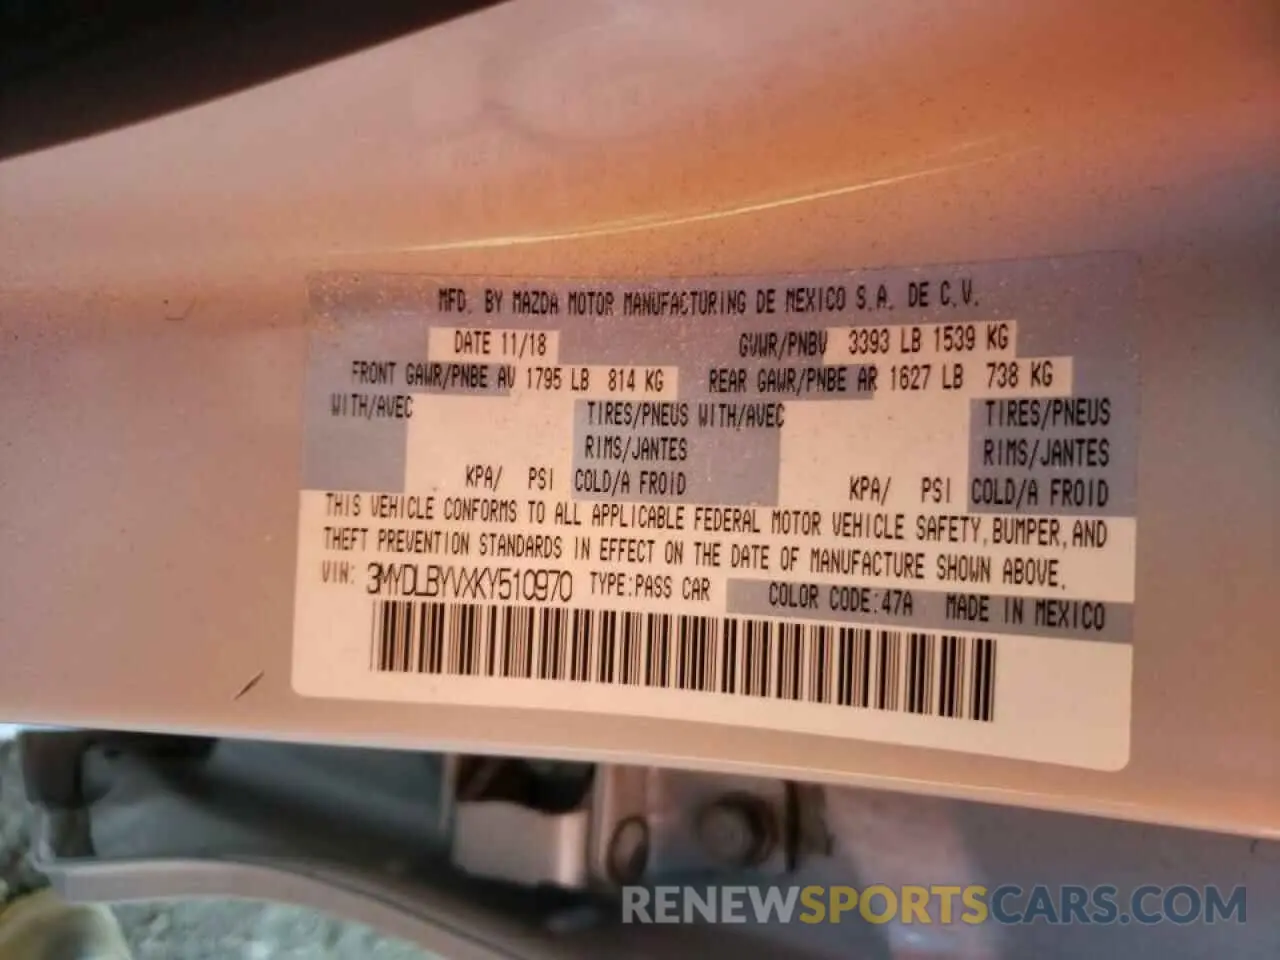 MFD. BY MAZDA MOTOR MANUFACTURING DE MEXICO S.A. DE C.V.
DATE 11/18 GVWR/PNBV 3393 LB 1539 KG
FRONT GAWR/PNBE AV 1795 LB 814 KG REAR GAWR/PNBE AR 1627 LB 738 KG
WITH/AVEC TIRES/PNEUS WITH/AVEC TIRES/PNEUS
RIMS/JANTES RIMS/JANTES
KPA/ PSI COLD/A FROID KPA/ PSI COLD/A FROID
THIS VEHICLE CONFORMS TO ALL APPLICABLE FEDERAL MOTOR VEHICLE SAFETY, BUMPER, AND
THEFT PREVENTION STANDARDS IN EFFECT ON THE DATE OF MANUFACTURE SHOWN ABOVE.
VIN: 3MYDLBYVXKY510970 TYPE:PASS CAR COLOR CODE:47A MADE IN MEXICO
RENEWSPORTSCARS.COM